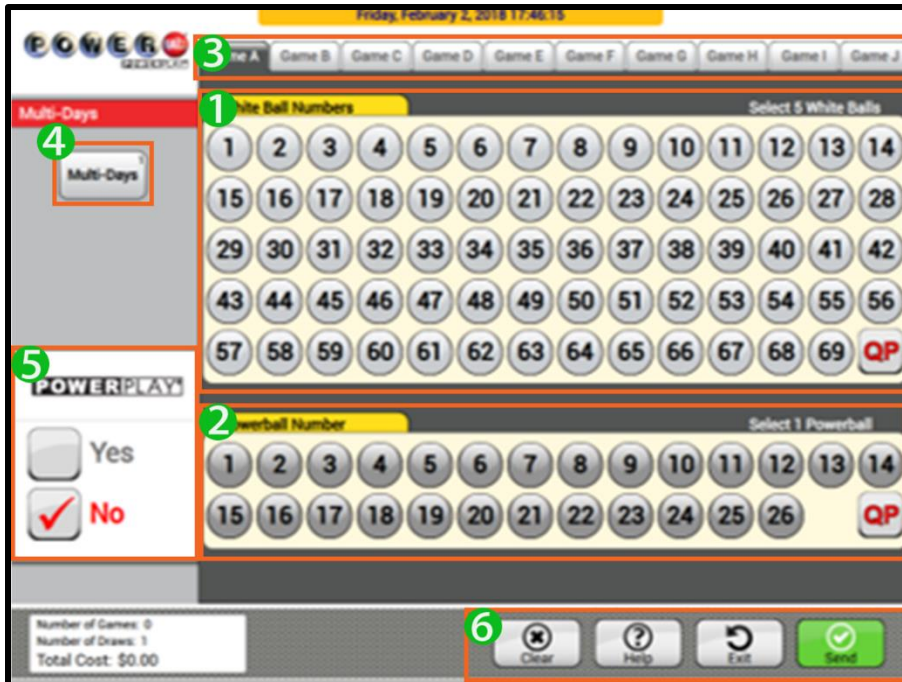 Friday, February 2, 2018 17:46:15
POWERBALL
POWERPLAY
3
Game B Game C Game D Game E Game F Game G Game H Game I Game J
Multi-Days
1
White Ball Numbers Select 5 White Balls
4
Multi-Days 1
1 2 3 4 5 6 7 8 9 10 11 12 13 14
15 16 17 18 19 20 21 22 23 24 25 26 27 28
29 30 31 32 33 34 35 36 37 38 39 40 41 42
43 44 45 46 47 48 49 50 51 52 53 54 55 56
57 58 59 60 61 62 63 64 65 66 67 68 69 QP
5
POWERPLAY
Yes
No
2
Powerball Number Select 1 Powerball
1 2 3 4 5 6 7 8 9 10 11 12 13 14
15 16 17 18 19 20 21 22 23 24 25 26 QP
Number of Games: 0
Number of Draws: 1
Total Cost: $0.00
6
Clear Help Exit Send